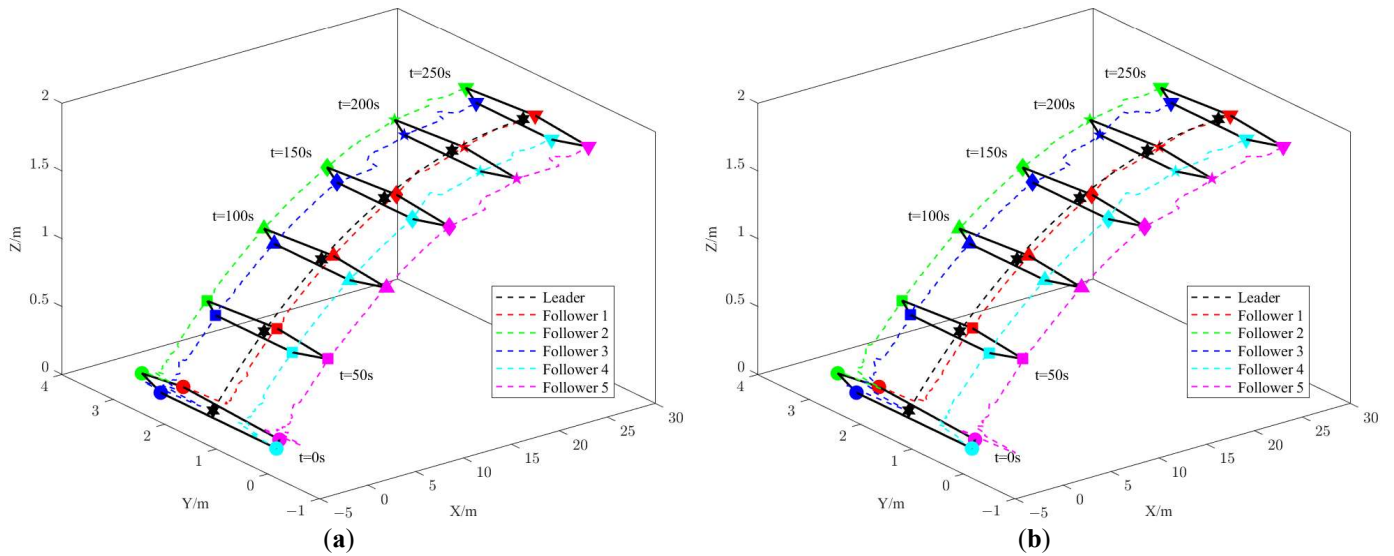 t=250s
t=200s
t=150s
t=100s
t=50s
t=0s
2
1.5
1
0.5
0
Z/m
4
3
2
1
0
−1
Y/m
−5
0
5
10
15
20
25
30
X/m
Leader
Follower 1
Follower 2
Follower 3
Follower 4
Follower 5
(a)
t=250s
t=200s
t=150s
t=100s
t=50s
t=0s
2
1.5
1
0.5
0
Z/m
4
3
2
1
0
−1
Y/m
−5
0
5
10
15
20
25
30
X/m
Leader
Follower 1
Follower 2
Follower 3
Follower 4
Follower 5
(b)